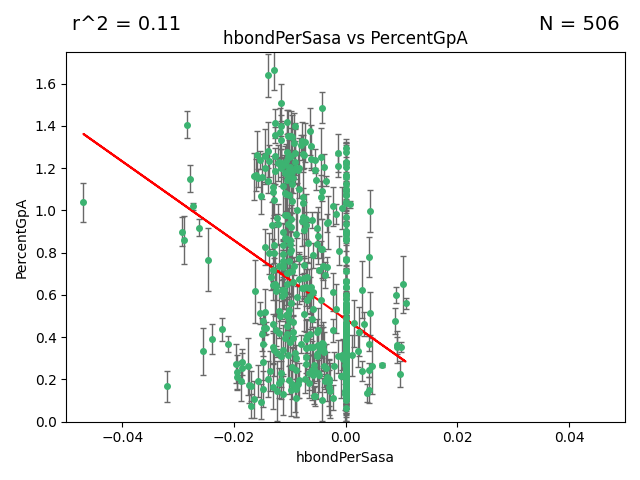 r^2 = 0.11
N = 506
hbondPerSasa vs PercentGpA
PercentGpA
1.6
1.4
1.2
1.0
0.8
0.6
0.4
0.2
0.0
−0.04 −0.02 0.00 0.02 0.04
hbondPerSasa